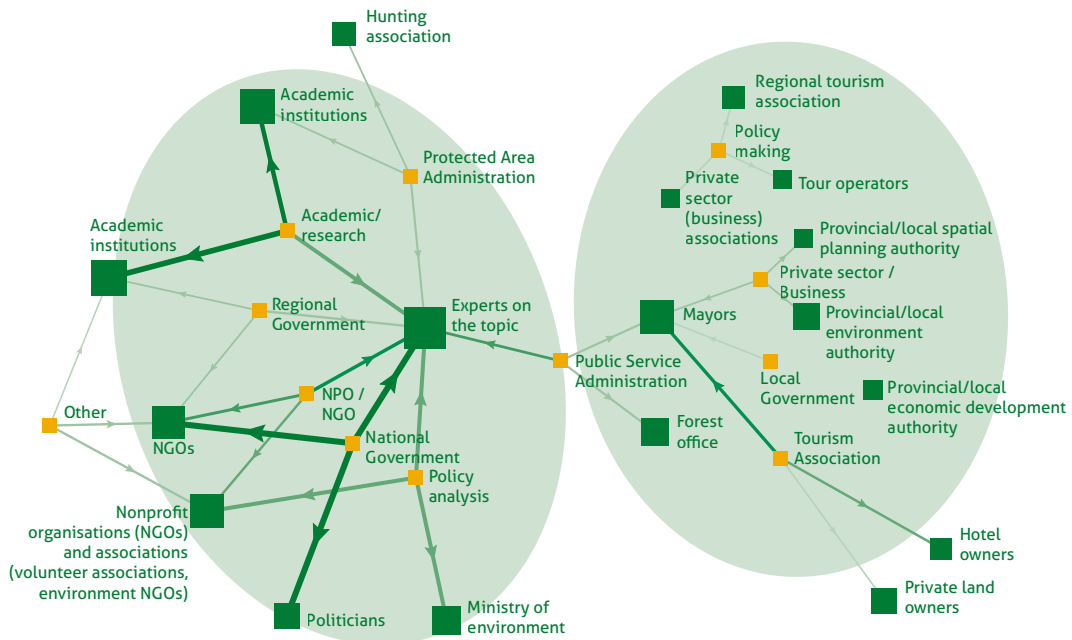 Hunting
association
Academic
institutions
Protected Area
Administration
Academic/
research
Academic
institutions
Regional
Government
Experts on
the topic
NPO /
NGO
Other
NGOs
National
Government
Policy
analysis
Nonprofit
organisations (NGOs)
and associations
(volunteer associations,
environment NGOs)
Politicians
Ministry of
environment
Regional tourism
association
Policy
making
Tour operators
Private
sector
(business)
associations
Provincial/local spatial
planning authority
Private sector /
Business
Provincial/local
environment
authority
Mayors
Public Service
Administration
Local
Government
Provincial/local
economic development
authority
Forest
office
Tourism
Association
Hotel
owners
Private land
owners